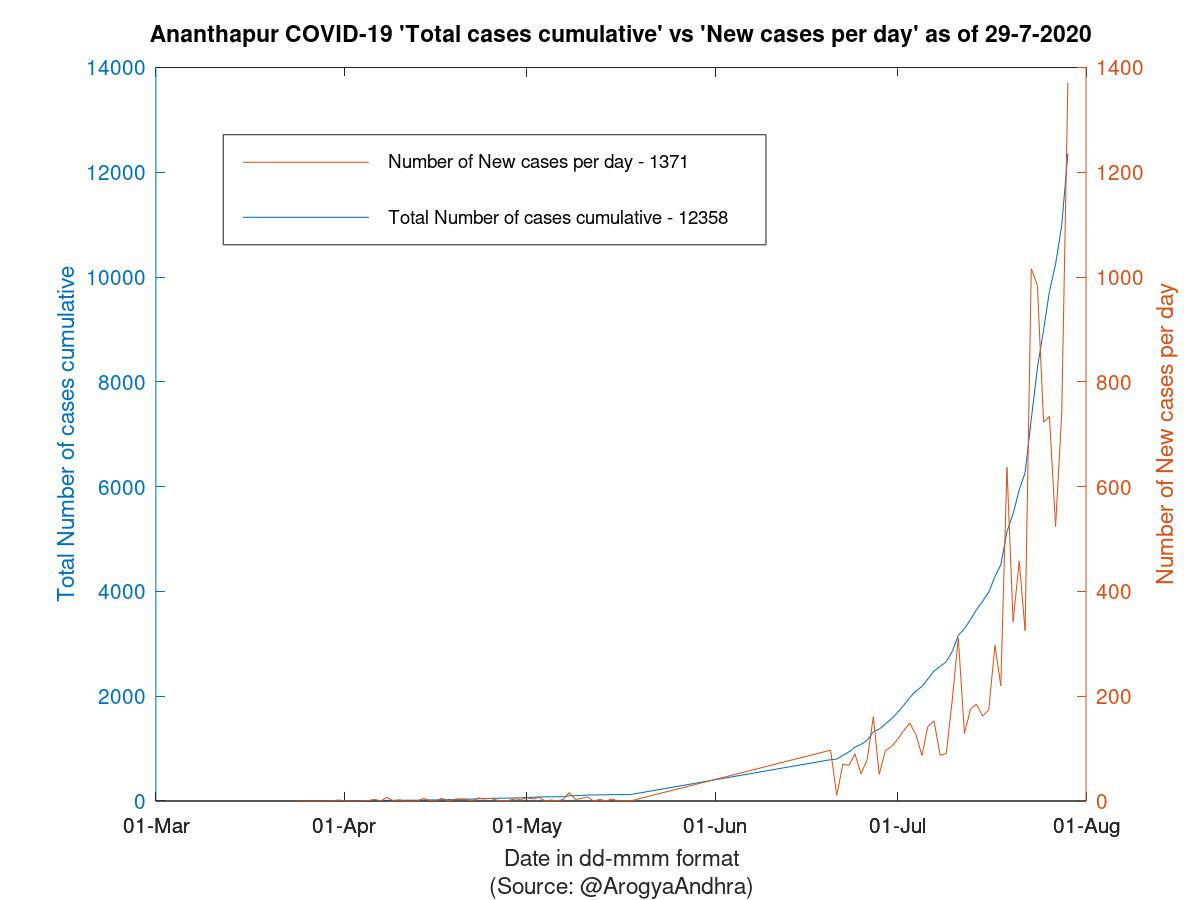 Ananthapur COVID-19 'Total cases cumulative' vs 'New cases per day' as of 29-7-2020
14000
12000
10000
8000
6000
4000
2000
0
Total Number of cases cumulative
Number of New cases per day - 1371
Total Number of cases cumulative - 12358
1400
1200
1000
800
600
400
200
0
Number of New cases per day
01-Mar 01-Apr 01-May 01-Jun 01-Jul 01-Aug
Date in dd-mmm format
(Source: @ArogyaAndhra)